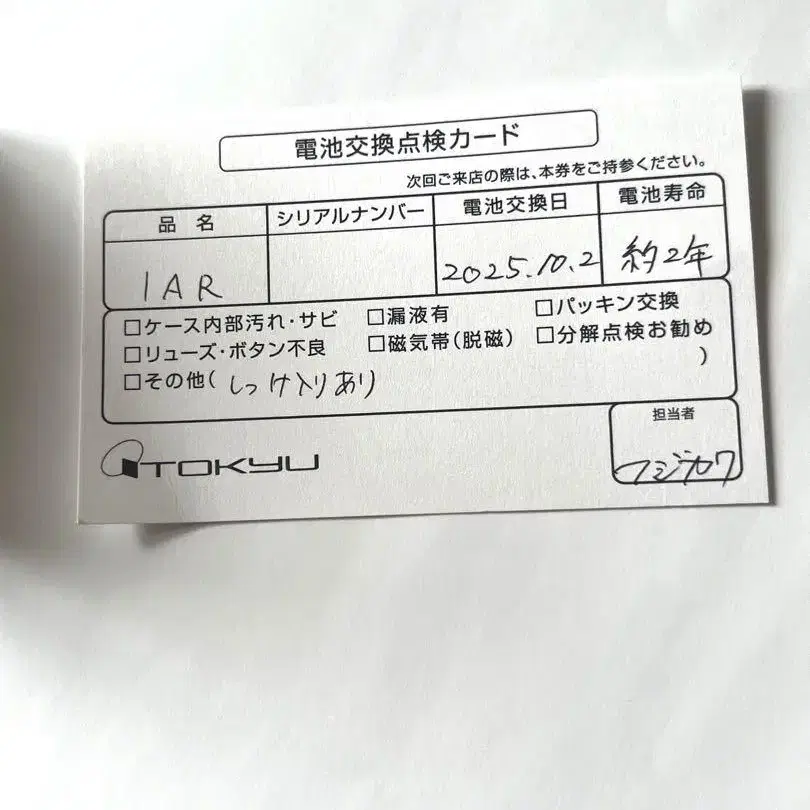 電池交換点検カード
次回ご来店の際は、本券をご持参ください。
品 名 シリアルナンバー 電池交換日 電池寿命
IAR 2025.10.2 約2年
□ケース内部汚れ・サビ □漏液有 □パッキン交換
□リューズ・ボタン不良 □磁気帯(脱磁) □分解点検お勧め
□その他(しっけ入りあり )
担当者
TOKYU フジカワ